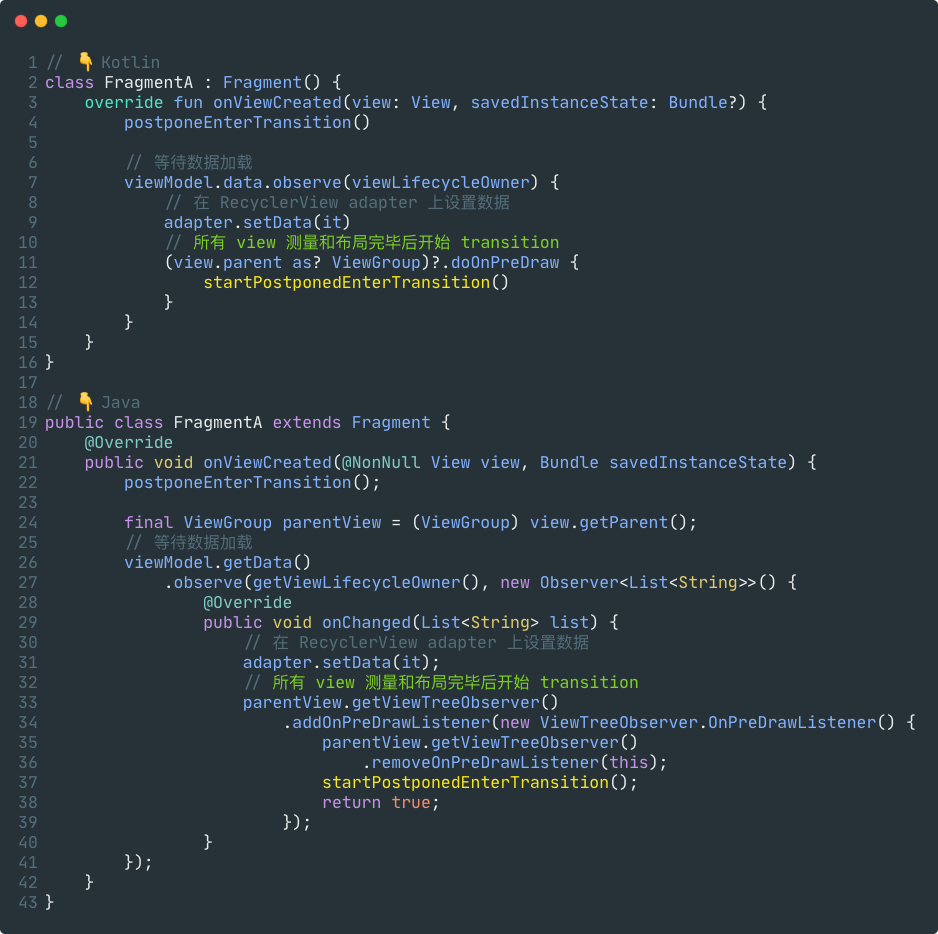 1 // 👇 Kotlin
2 class FragmentA : Fragment() {
3     override fun onViewCreated(view: View, savedInstanceState: Bundle?) {
4         postponeEnterTransition()
5
6         // 等待数据加载
7         viewModel.data.observe(viewLifecycleOwner) {
8             // 在 RecyclerView adapter 上设置数据
9             adapter.setData(it)
10             // 所有 view 测量和布局完毕后开始 transition
11             (view.parent as? ViewGroup)?.doOnPreDraw {
12                 startPostponedEnterTransition()
13             }
14         }
15     }
16 }
17
18 // 👇 Java
19 public class FragmentA extends Fragment {
20     @Override
21     public void onViewCreated(@NonNull View view, Bundle savedInstanceState) {
22         postponeEnterTransition();
23
24         final ViewGroup parentView = (ViewGroup) view.getParent();
25         // 等待数据加载
26         viewModel.getData()
27             .observe(getViewLifecycleOwner(), new Observer<List<String>>() {
28                 @Override
29                 public void onChanged(List<String> list) {
30                     // 在 RecyclerView adapter 上设置数据
31                     adapter.setData(it);
32                     // 所有 view 测量和布局完毕后开始 transition
33                     parentView.getViewTreeObserver()
34                         .addOnPreDrawListener(new ViewTreeObserver.OnPreDrawListener() {
35                             parentView.getViewTreeObserver()
36                                 .removeOnPreDrawListener(this);
37                             startPostponedEnterTransition();
38                             return true;
39                         });
40                 }
41         });
42     }
43 }